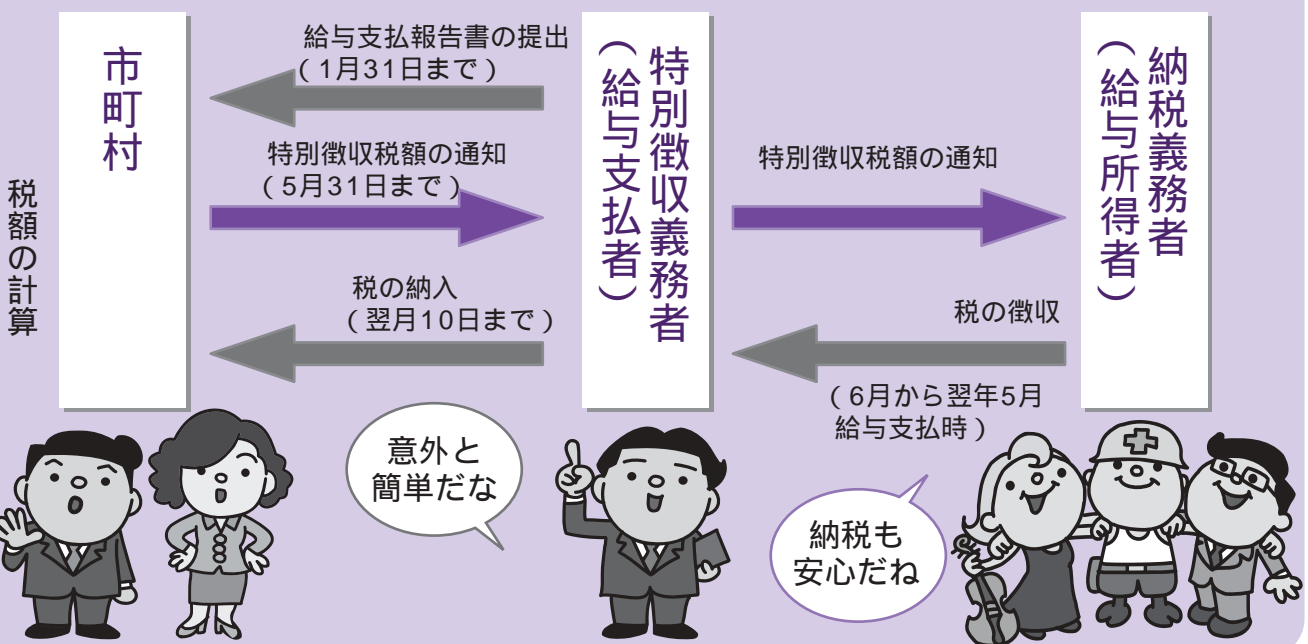 税額の計算
市町村
給与支払報告書の提出
(1月31日まで)
特別徴収税額の通知
(5月31日まで)
税の納入
(翌月10日まで)
特別徴収義務者
(給与支払者)
特別徴収税額の通知
税の徴収
(6月から翌年5月
給与支払時)
納税義務者
(給与所得者)
意外と
簡単だな
納税も
安心だね